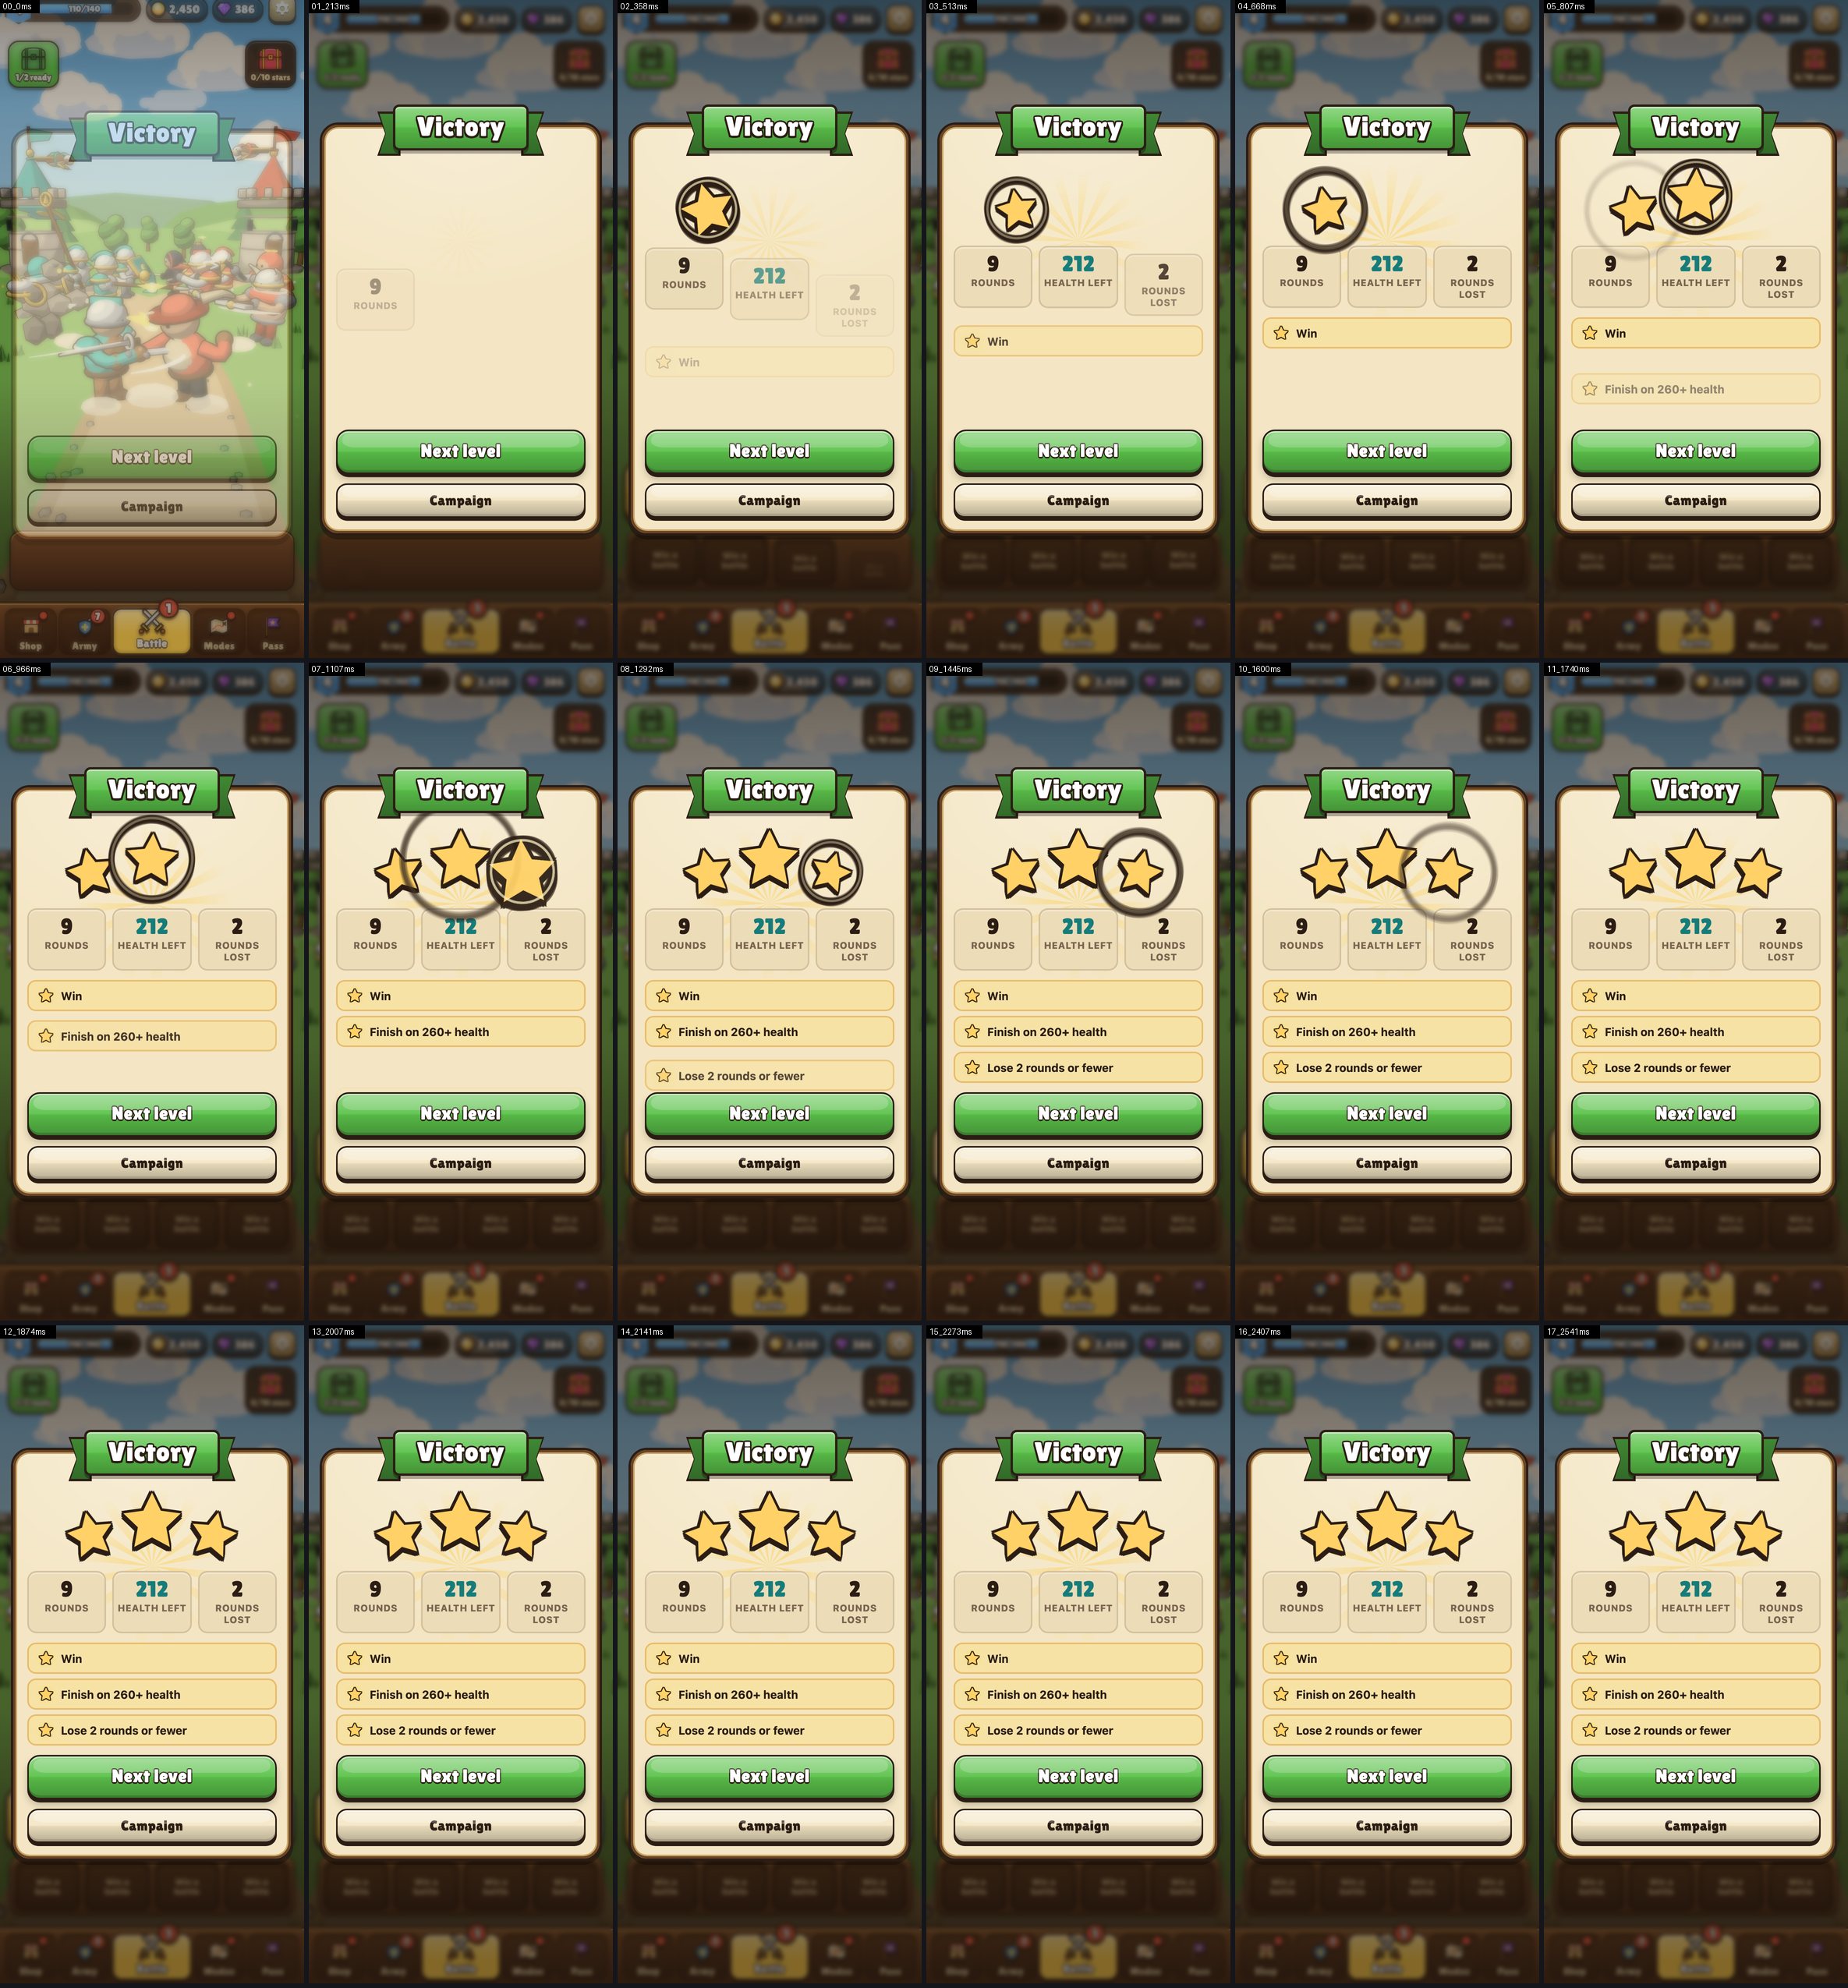 00_0ms
110/140
2,450
386
1/2 ready
0/10 stars
Victory
Next level
Campaign
Shop
7
Army
1
Battle
Modes
Pass
01_213ms
Victory
9
ROUNDS
Next level
Campaign
02_358ms
Victory
9
ROUNDS
212
HEALTH LEFT
2
ROUNDS
LOST
Win
Next level
Campaign
03_513ms
Victory
9
ROUNDS
212
HEALTH LEFT
2
ROUNDS
LOST
Win
Next level
Campaign
04_668ms
Victory
9
ROUNDS
212
HEALTH LEFT
2
ROUNDS
LOST
Win
Next level
Campaign
05_807ms
Victory
9
ROUNDS
212
HEALTH LEFT
2
ROUNDS
LOST
Win
Finish on 260+ health
Next level
Campaign
06_966ms
Victory
9
ROUNDS
212
HEALTH LEFT
2
ROUNDS
LOST
Win
Finish on 260+ health
Next level
Campaign
07_1107ms
Victory
9
ROUNDS
212
HEALTH LEFT
2
ROUNDS
LOST
Win
Finish on 260+ health
Next level
Campaign
08_1292ms
Victory
9
ROUNDS
212
HEALTH LEFT
2
ROUNDS
LOST
Win
Finish on 260+ health
Lose 2 rounds or fewer
Next level
Campaign
09_1445ms
Victory
9
ROUNDS
212
HEALTH LEFT
2
ROUNDS
LOST
Win
Finish on 260+ health
Lose 2 rounds or fewer
Next level
Campaign
10_1600ms
Victory
9
ROUNDS
212
HEALTH LEFT
2
ROUNDS
LOST
Win
Finish on 260+ health
Lose 2 rounds or fewer
Next level
Campaign
11_1740ms
Victory
9
ROUNDS
212
HEALTH LEFT
2
ROUNDS
LOST
Win
Finish on 260+ health
Lose 2 rounds or fewer
Next level
Campaign
12_1874ms
Victory
9
ROUNDS
212
HEALTH LEFT
2
ROUNDS
LOST
Win
Finish on 260+ health
Lose 2 rounds or fewer
Next level
Campaign
13_2007ms
Victory
9
ROUNDS
212
HEALTH LEFT
2
ROUNDS
LOST
Win
Finish on 260+ health
Lose 2 rounds or fewer
Next level
Campaign
14_2141ms
Victory
9
ROUNDS
212
HEALTH LEFT
2
ROUNDS
LOST
Win
Finish on 260+ health
Lose 2 rounds or fewer
Next level
Campaign
15_2273ms
Victory
9
ROUNDS
212
HEALTH LEFT
2
ROUNDS
LOST
Win
Finish on 260+ health
Lose 2 rounds or fewer
Next level
Campaign
16_2407ms
Victory
9
ROUNDS
212
HEALTH LEFT
2
ROUNDS
LOST
Win
Finish on 260+ health
Lose 2 rounds or fewer
Next level
Campaign
17_2541ms
Victory
9
ROUNDS
212
HEALTH LEFT
2
ROUNDS
LOST
Win
Finish on 260+ health
Lose 2 rounds or fewer
Next level
Campaign